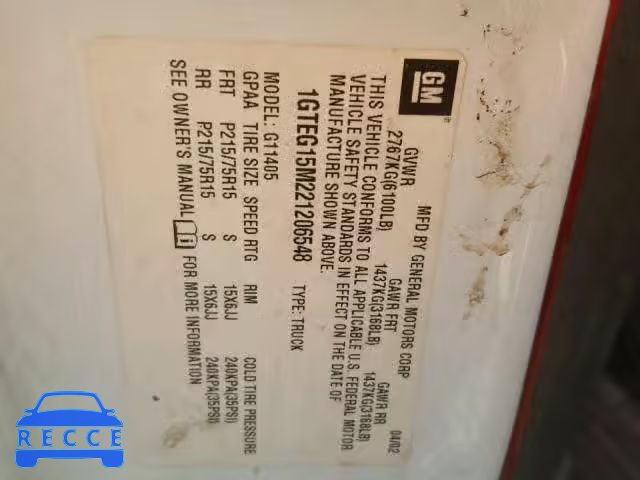 GM
MFD BY GENERAL MOTORS CORP
04/02
GVWR GAWR FRT GAWR RR
2767KG(6100LB) 1437KG(3168LB) 1437KG(3168LB)
THIS VEHICLE CONFORMS TO ALL APPLICABLE U.S. FEDERAL MOTOR
VEHICLE SAFETY STANDARDS IN EFFECT ON THE DATE OF
MANUFACTURE SHOWN ABOVE.
1GTEG15M221206548 TYPE: TRUCK
MODEL: G11405
GPAA TIRE SIZE SPEED RTG RIM COLD TIRE PRESSURE
FRT P215/75R15 S 15X6JJ 240KPA(35PSI)
RR P215/75R15 S 15X6JJ 240KPA(35PSI)
SEE OWNER'S MANUAL FOR MORE INFORMATION
RECCE